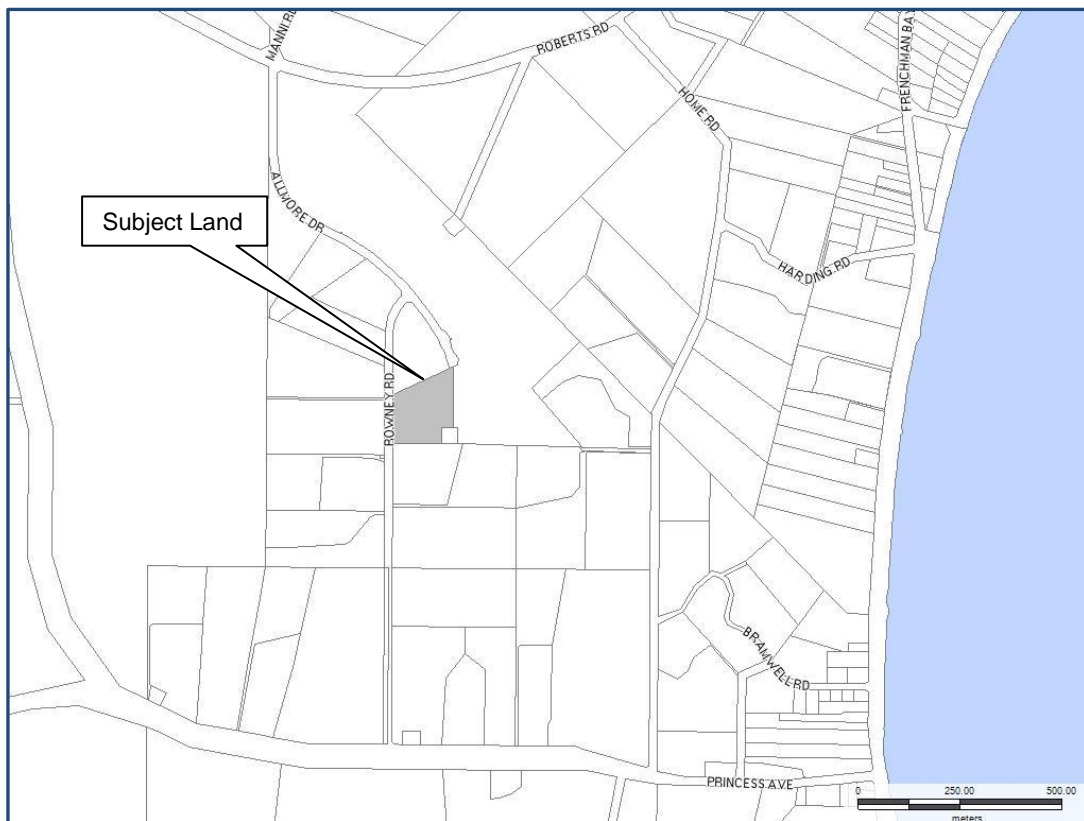 MANNI RD
ROBERTS RD
FRENCHMAN BAY
HOME RD
ALLMORE DR
Subject Land
HARDING RD
ROWNEY RD
BRAMWELL RD
PRINCESS AVE
0 250.00 500.00
meters